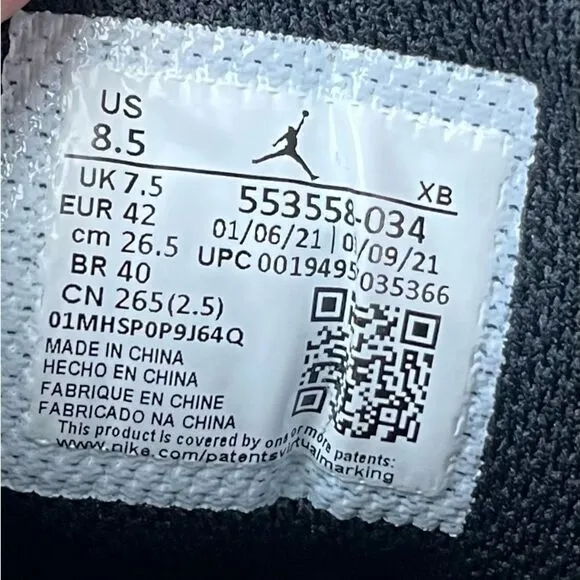 US
8.5
XB
UK 7.5
553558-034
EUR 42
01/06/21 | 0/09/21
cm 26.5
UPC 0019495035366
BR 40
CN 265(2.5)
01MHSP0P9J64Q
MADE IN CHINA
HECHO EN CHINA
FABRIQUE EN CHINE
FABRICADO NA CHINA
This product is covered by one or more patents:
www.nike.com/patents